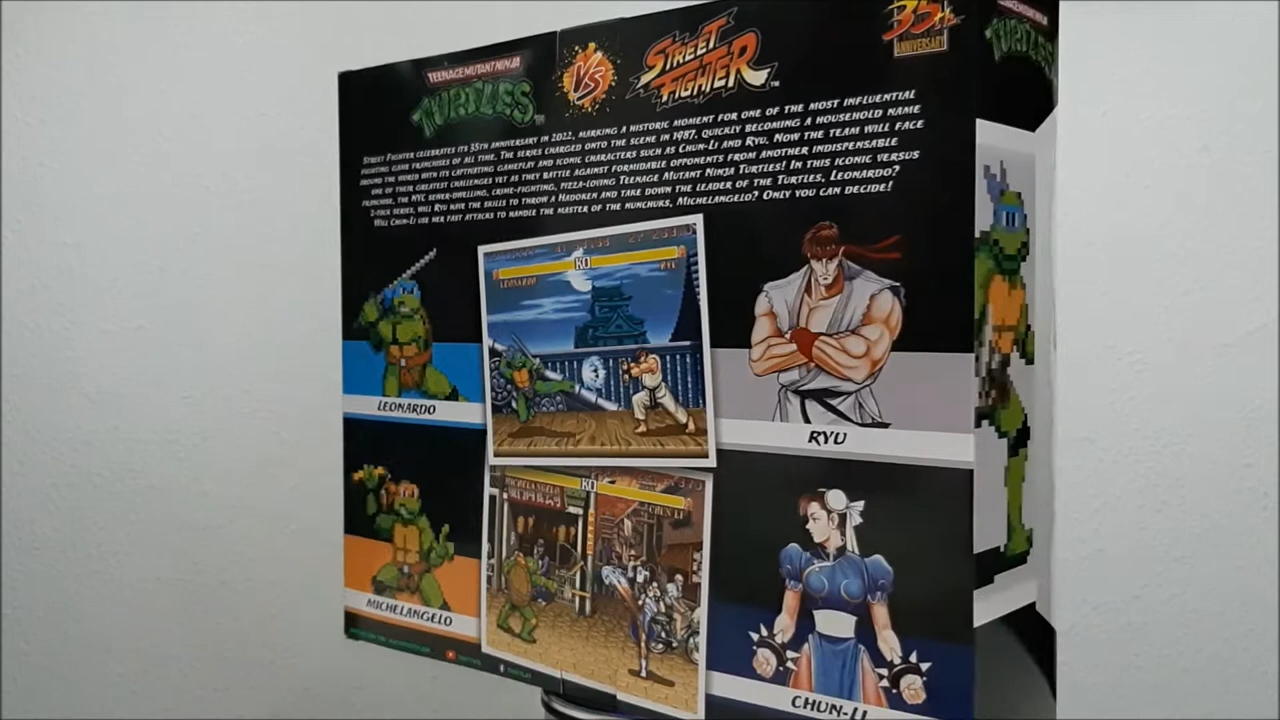 TEENAGE MUTANT NINJA
TURTLES
VS
STREET
FIGHTER™
35th
ANNIVERSARY
TURTLES
STREET FIGHTER CELEBRATES ITS 35TH ANNIVERSARY IN 2022, MARKING A HISTORIC MOMENT FOR ONE OF THE MOST INFLUENTIAL
FIGHTING GAME FRANCHISES OF ALL TIME. THE SERIES CHARGED ONTO THE SCENE IN 1987, QUICKLY BECOMING A HOUSEHOLD NAME
AROUND THE WORLD WITH ITS CAPTIVATING GAMEPLAY AND ICONIC CHARACTERS SUCH AS CHUN-LI AND RYU. NOW THE TEAM WILL FACE
ONE OF THEIR GREATEST CHALLENGES YET AS THEY BATTLE AGAINST FORMIDABLE OPPONENTS FROM ANOTHER INDISPENSABLE
FRANCHISE, THE NYC SEWER-DWELLING, CRIME-FIGHTING, PIZZA-LOVING TEENAGE MUTANT NINJA TURTLES! IN THIS ICONIC VERSUS
2-PACK SERIES, WILL RYU HAVE THE SKILLS TO THROW A HADOKEN AND TAKE DOWN THE LEADER OF THE TURTLES, LEONARDO?
WILL CHUN-LI USE HER FAST ATTACKS TO HANDLE THE MASTER OF THE NUNCHUKS, MICHELANGELO? ONLY YOU CAN DECIDE!
KO
LEONARDO
RYU
LEONARDO
RYU
KO
MICHELANGELO
CHUN LI
MICHELANGELO
CHUN-LI